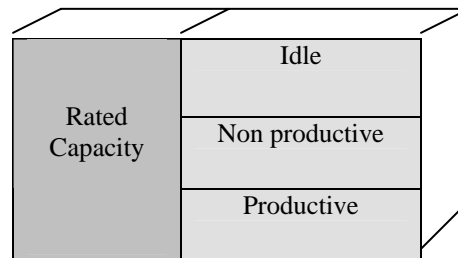 Rated
Capacity
Idle
Non productive
Productive